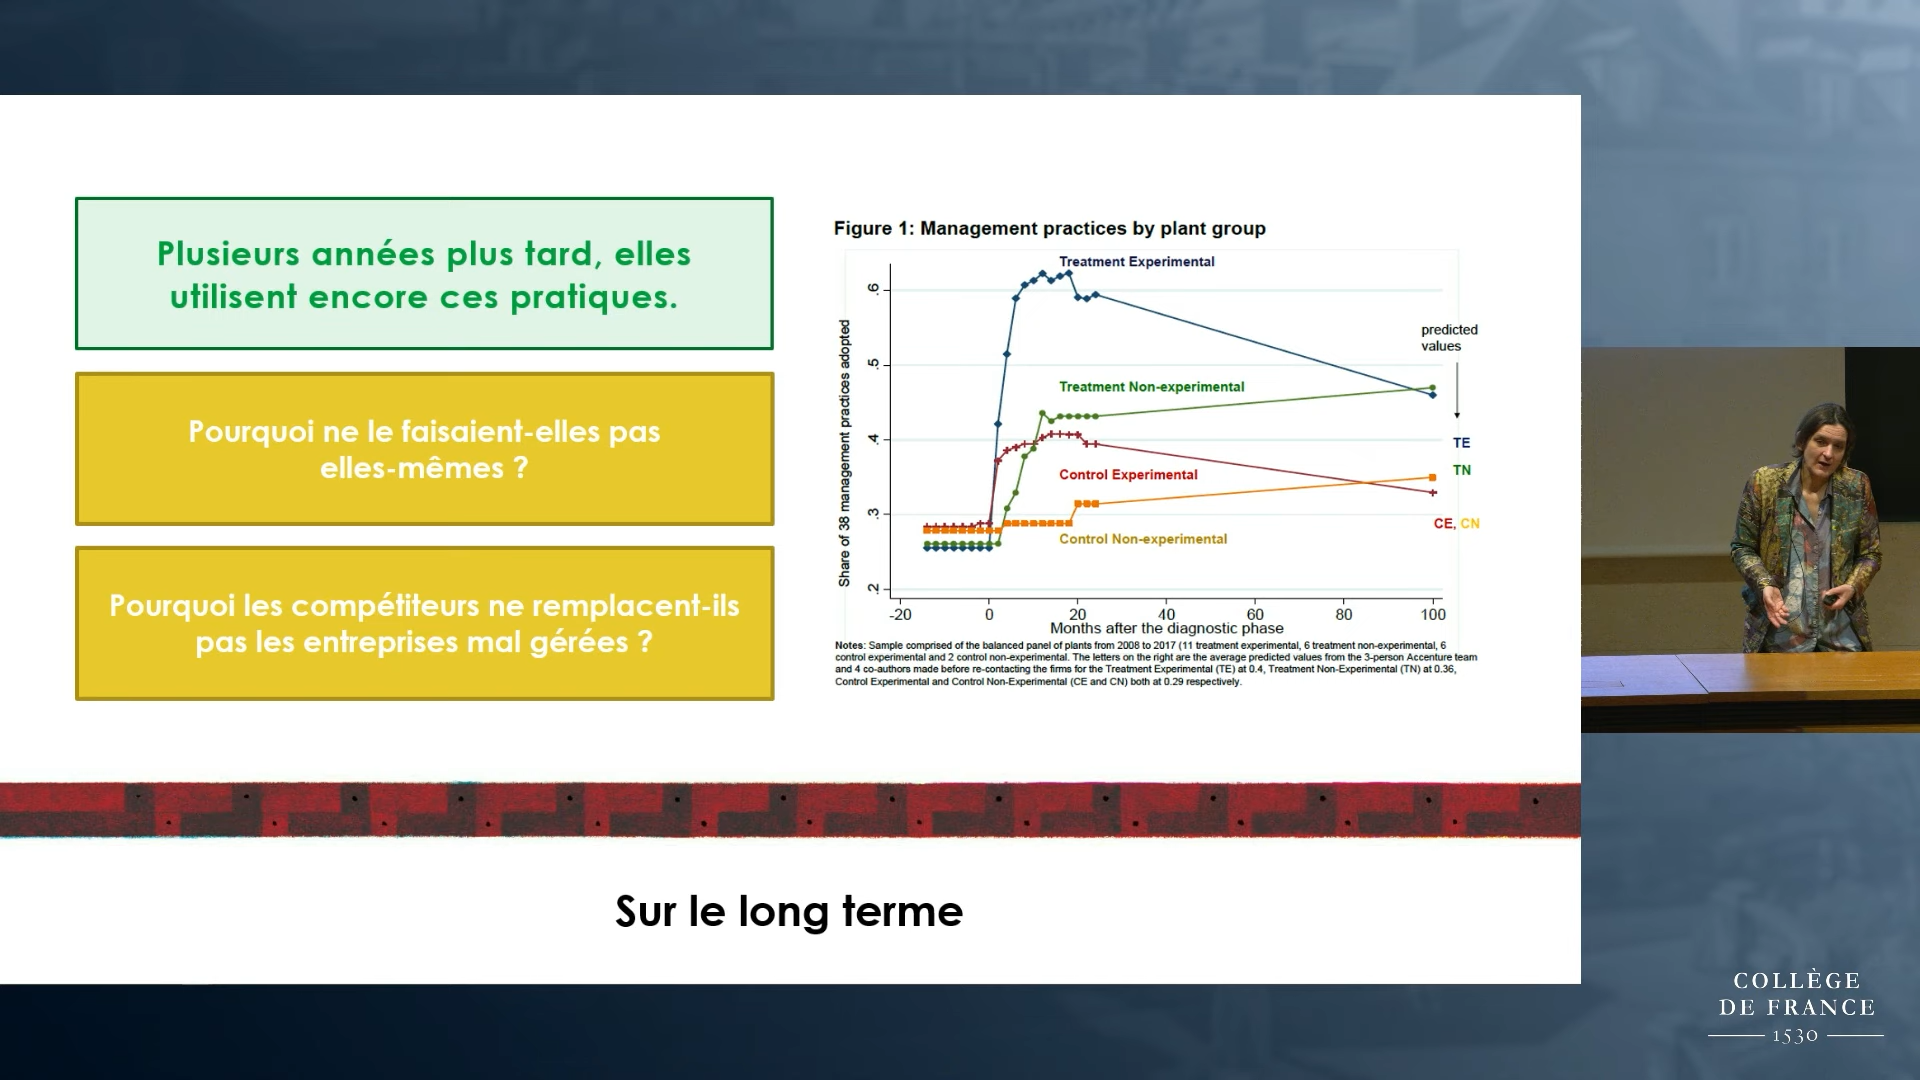 Plusieurs années plus tard, elles
utilisent encore ces pratiques.
Pourquoi ne le faisaient-elles pas
elles-mêmes ?
Pourquoi les compétiteurs ne remplacent-ils
pas les entreprises mal gérées ?
Figure 1: Management practices by plant group
Share of 38 management practices adopted
.6
.5
.4
.3
.2
Treatment Experimental
Treatment Non-experimental
Control Experimental
Control Non-experimental
predicted
values
TE
TN
CE, CN
-20 0 20 40 60 80 100
Months after the diagnostic phase
Notes: Sample comprised of the balanced panel of plants from 2008 to 2017 (11 treatment experimental, 6 treatment non-experimental, 6
control experimental and 2 control non-experimental. The letters on the right are the average predicted values from the 3-person Accenture team
and 4 co-authors made before re-contacting the firms for the Treatment Experimental (TE) at 0.4, Treatment Non-Experimental (TN) at 0.36,
Control Experimental and Control Non-Experimental (CE and CN) both at 0.29 respectively.
Sur le long terme
COLLÈGE
DE FRANCE
1530